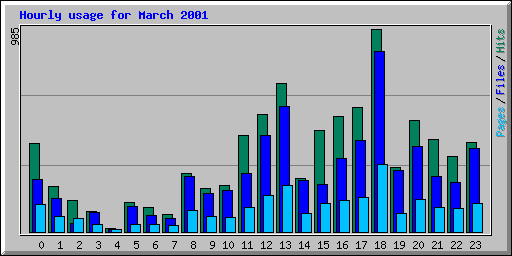 Hourly usage for March 2001
985
Pages / Files / Hits
0 1 2 3 4 5 6 7 8 9 10 11 12 13 14 15 16 17 18 19 20 21 22 23